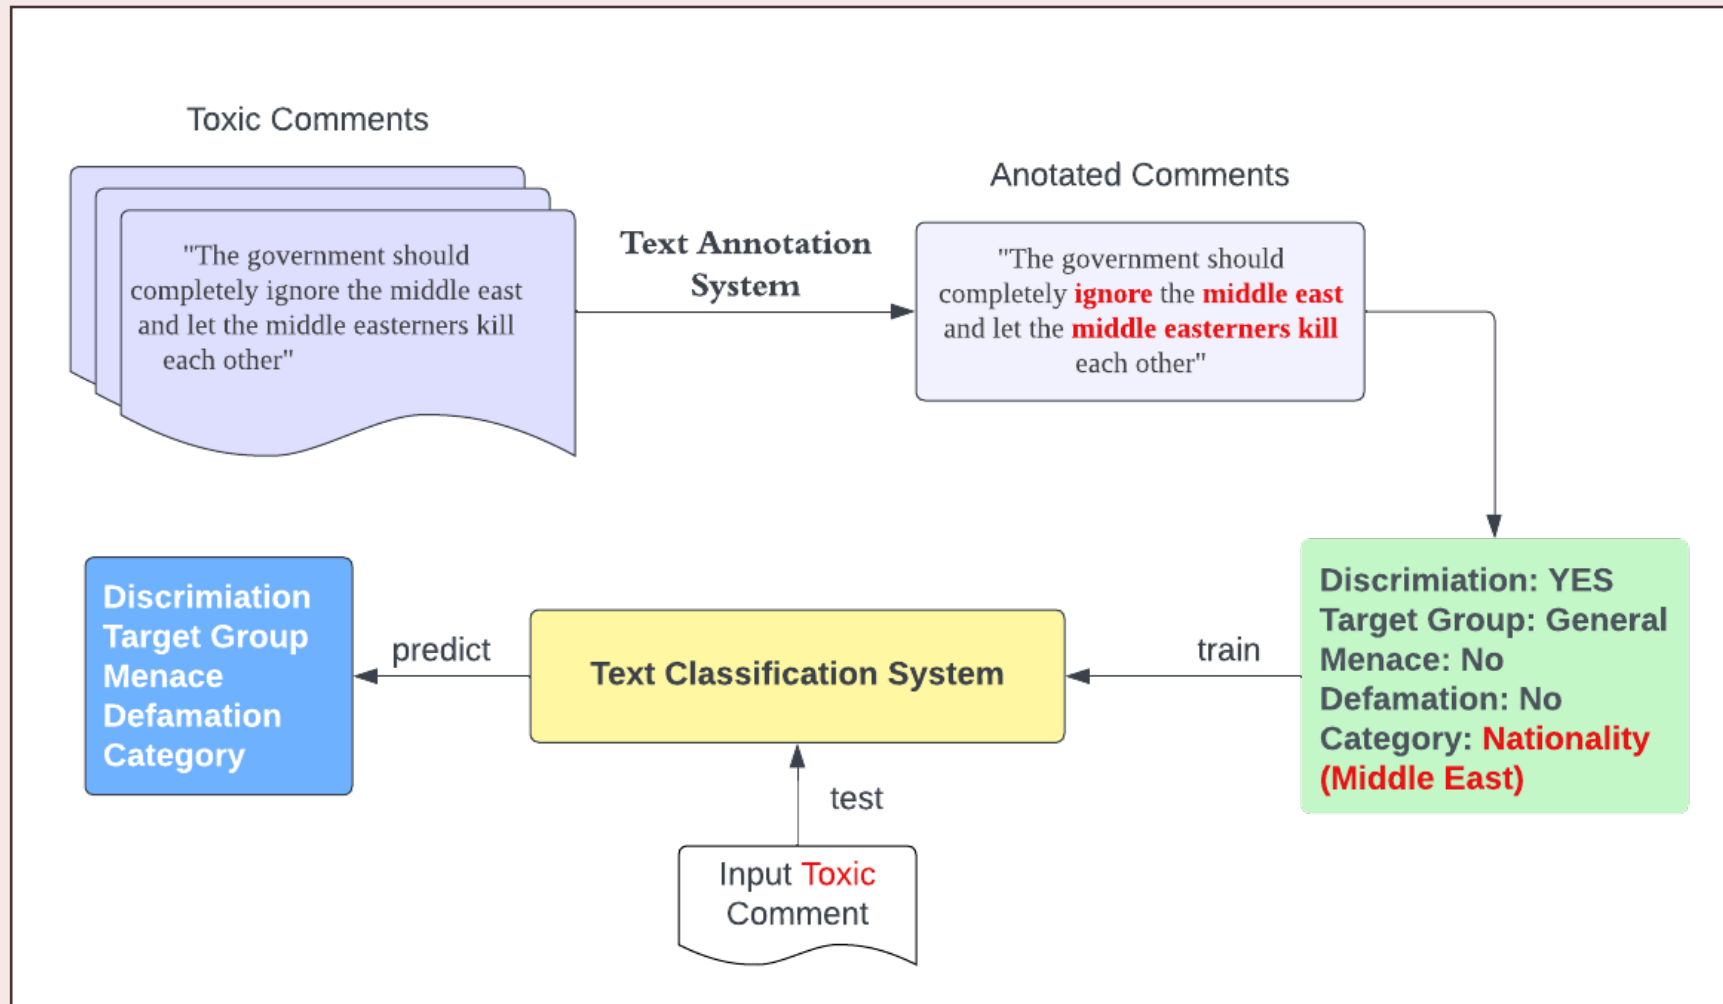 Toxic Comments
"The government should
completely ignore the middle east
and let the middle easterners kill
each other"
Text Annotation
System
Anotated Comments
"The government should
completely ignore the middle east
and let the middle easterners kill
each other"
Discrimiation: YES
Target Group: General
Menace: No
Defamation: No
Category: Nationality
(Middle East)
train
Text Classification System
predict
Discrimiation
Target Group
Menace
Defamation
Category
test
Input Toxic
Comment